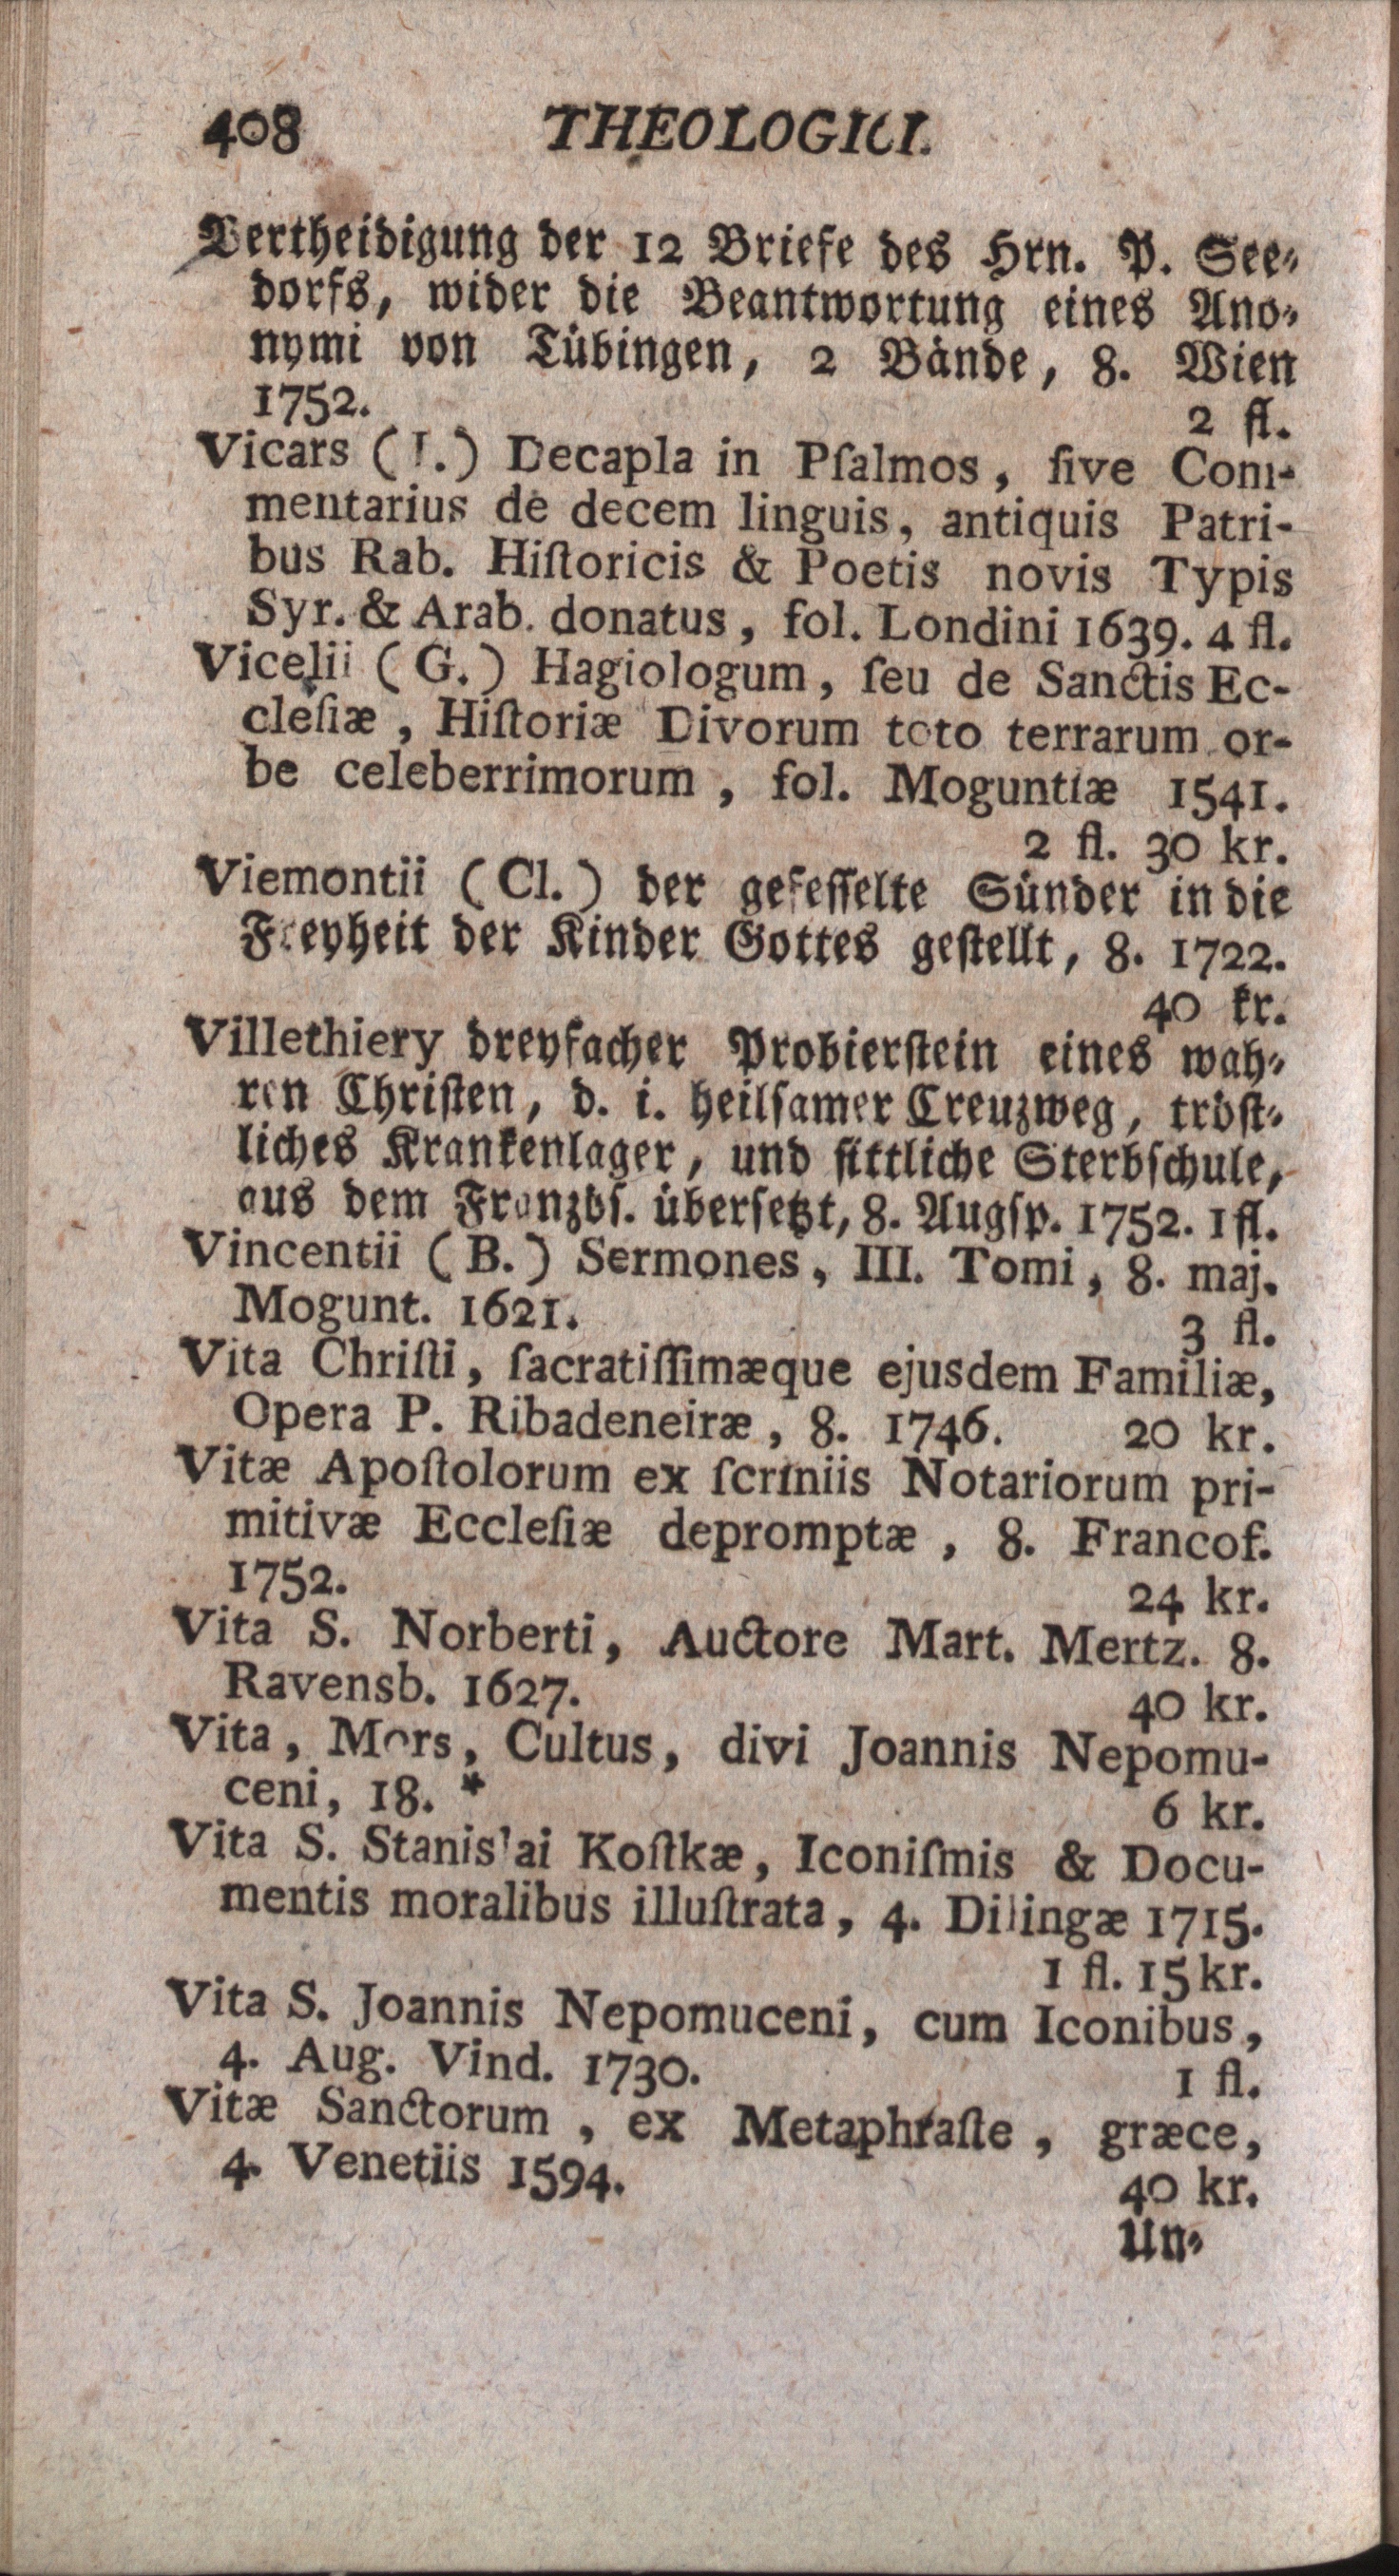 408 THEOLOGICI.
Vertheidigung der 12 Briefe des Hrn. P. See-
dorfs, wider die Beantwortung eines Ano-
nymi von Tübingen, 2 Bände, 8. Wien
1752. 2 fl.
Vicars (I.) Decapla in Pſalmos, ſive Com-
mentarius de decem linguis, antiquis Patri-
bus Rab. Hiſtoricis & Poetis novis Typis
Syr. & Arab. donatus, fol. Londini 1639. 4 fl.
Vicelii (G.) Hagiologum, ſeu de Sanctis Ec-
cleſiæ, Hiſtoriæ Divorum toto terrarum or-
be celeberrimorum, fol. Moguntiæ 1541.
2 fl. 30 kr.
Viemontii (Cl.) der gefeſſelte Sünder in die
Freyheit der Kinder Gottes geſtellt, 8. 1722.
40 kr.
Villethiery dreyfacher Probierſtein eines wah-
ren Chriſten, d. i. heilſamer Creuzweg, tröſt-
liches Krankenlager, und ſittliche Sterbſchule,
aus dem Franzöſ. überſetzt, 8. Augſp. 1752. 1 fl.
Vincentii (B.) Sermones, III. Tomi, 8. maj.
Mogunt. 1621. 3 fl.
Vita Chriſti, ſacratiſſimæque ejusdem Familiæ,
Opera P. Ribadeneiræ, 8. 1746. 20 kr.
Vitæ Apoſtolorum ex ſcriniis Notariorum pri-
mitivæ Eccleſiæ depromptæ, 8. Francof.
1752. 24 kr.
Vita S. Norberti, Auctore Mart. Mertz. 8.
Ravensb. 1627. 40 kr.
Vita, Mors, Cultus, divi Joannis Nepomu-
ceni, 18. * 6 kr.
Vita S. Stanislai Koſtkæ, Iconiſmis & Docu-
mentis moralibus illuſtrata, 4. Dilingæ 1715.
1 fl. 15 kr.
Vita S. Joannis Nepomuceni, cum Iconibus,
4. Aug. Vind. 1730. 1 fl.
Vitæ Sanctorum, ex Metaphraſte, græce,
4. Venetiis 1594. 40 kr.
Un-